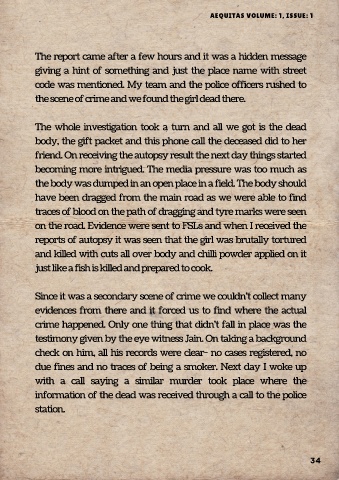 AEQUITAS VOLUME: 1, ISSUE: 1
The report came after a few hours and it was a hidden message
giving a hint of something and just the place name with street
code was mentioned. My team and the police officers rushed to
the scene of crime and we found the girl dead there.
The whole investigation took a turn and all we got is the dead
body, the gift packet and this phone call the deceased did to her
friend. On receiving the autopsy result the next day things started
becoming more intrigued. The media pressure was too much as
the body was dumped in an open place in a field. The body should
have been dragged from the main road as we were able to find
traces of blood on the path of dragging and tyre marks were seen
on the road. Evidence were sent to FSLs and when I received the
reports of autopsy it was seen that the girl was brutally tortured
and killed with cuts all over body and chilli powder applied on it
just like a fish is killed and prepared to cook.
Since it was a secondary scene of crime we couldn't collect many
evidences from there and it forced us to find where the actual
crime happened. Only one thing that didn't fall in place was the
testimony given by the eye witness Jain. On taking a background
check on him, all his records were clear- no cases registered, no
due fines and no traces of being a smoker. Next day I woke up
with a call saying a similar murder took place where the
information of the dead was received through a call to the police
station.
34